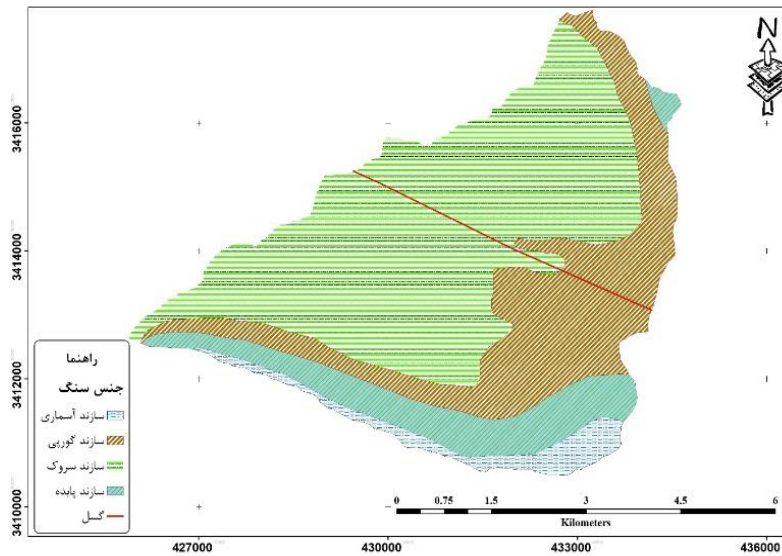 N
3416000
3414000
3412000
3410000
راهنما
جنس سنگ
سازند آسماری
سازند گورپی
سازند سروک
سازند پابده
گسل
0 0.75 1.5 3 4.5 6
Kilometers
427000 430000 433000 436000